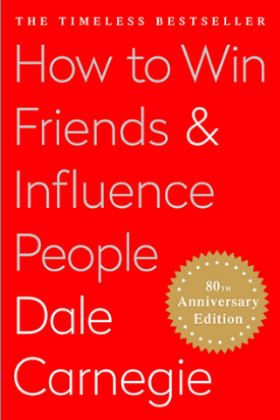 THE TIMELESS BESTSELLER
How to Win
Friends &
Influence
People
80TH
Anniversary
Edition
Dale
Carnegie